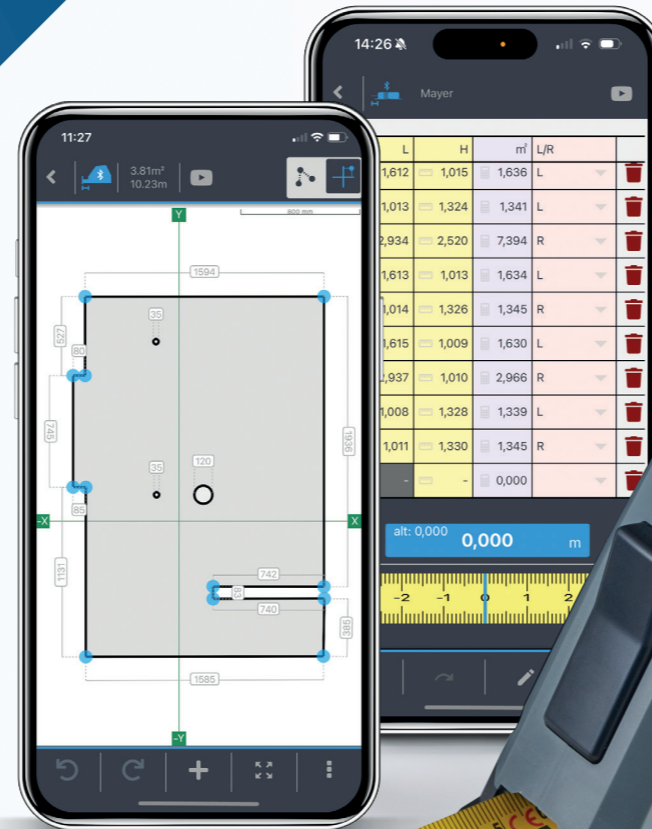 11:27
3.81m²
10.23m
Y
800 mm
1594
35
527
80
745
1936
35
120
85
-X
X
742
83
740
1131
385
1585
-Y
14:26
Mayer
L H m² L/R
1,612 1,015 1,636 L
1,013 1,324 1,341 L
2,934 2,520 7,394 R
1,613 1,013 1,634 L
1,014 1,326 1,345 R
1,615 1,009 1,630 L
2,937 1,010 2,966 R
1,008 1,328 1,339 L
1,011 1,330 1,345 R
- - 0,000
alt: 0,000
0,000 m
-2 -1 0 1 2
CE